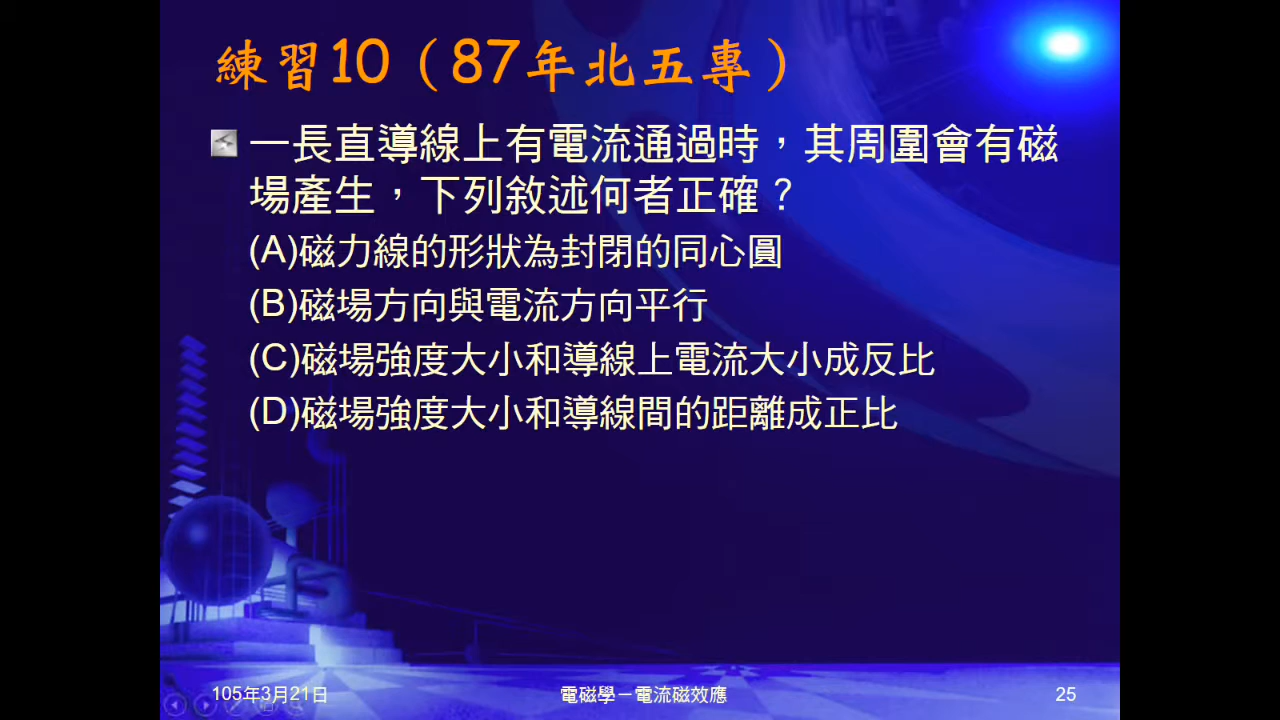 練習10（87年北五專）
一長直導線上有電流通過時，其周圍會有磁
場產生，下列敘述何者正確？
(A)磁力線的形狀為封閉的同心圓
(B)磁場方向與電流方向平行
(C)磁場強度大小和導線上電流大小成反比
(D)磁場強度大小和導線間的距離成正比
105年3月21日
電磁學－電流磁效應
25